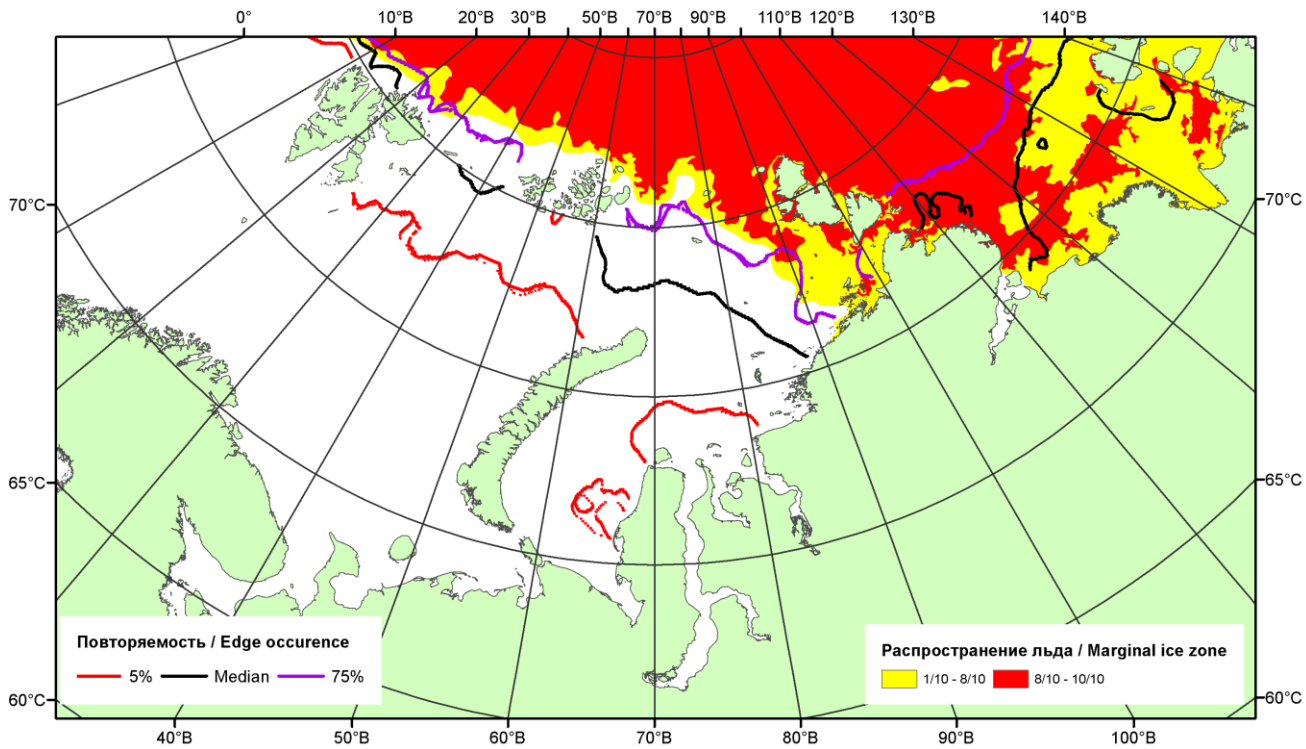 0° 10°В 20°В 30°В 50°В 70°В 90°В 110°В 120°В 130°В 140°В
70°С 70°С
65°С 65°С
Повторяемость / Edge occurence
5% Median 75%
Распространение льда / Marginal ice zone
1/10 - 8/10 8/10 - 10/10
60°С 60°С
40°В 50°В 60°В 70°В 80°В 90°В 100°В